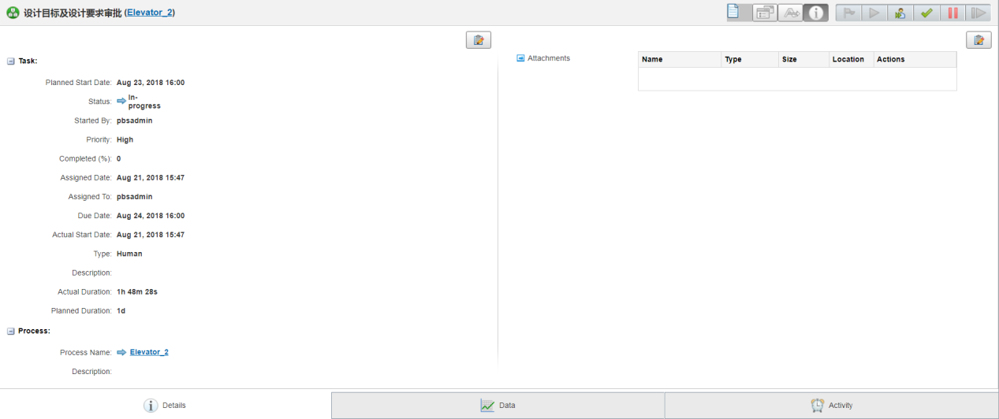 设计目标及设计要求审批 (Elevator_2)
Task:
Planned Start Date: Aug 23, 2018 16:00
Status: In-
progress
Started By: pbsadmin
Priority: High
Completed (%): 0
Assigned Date: Aug 21, 2018 15:47
Assigned To: pbsadmin
Due Date: Aug 24, 2018 16:00
Actual Start Date: Aug 21, 2018 15:47
Type: Human
Description:
Actual Duration: 1h 48m 28s
Planned Duration: 1d
Process:
Process Name: Elevator_2
Description:
Attachments
Name Type Size Location Actions
Details Data Activity